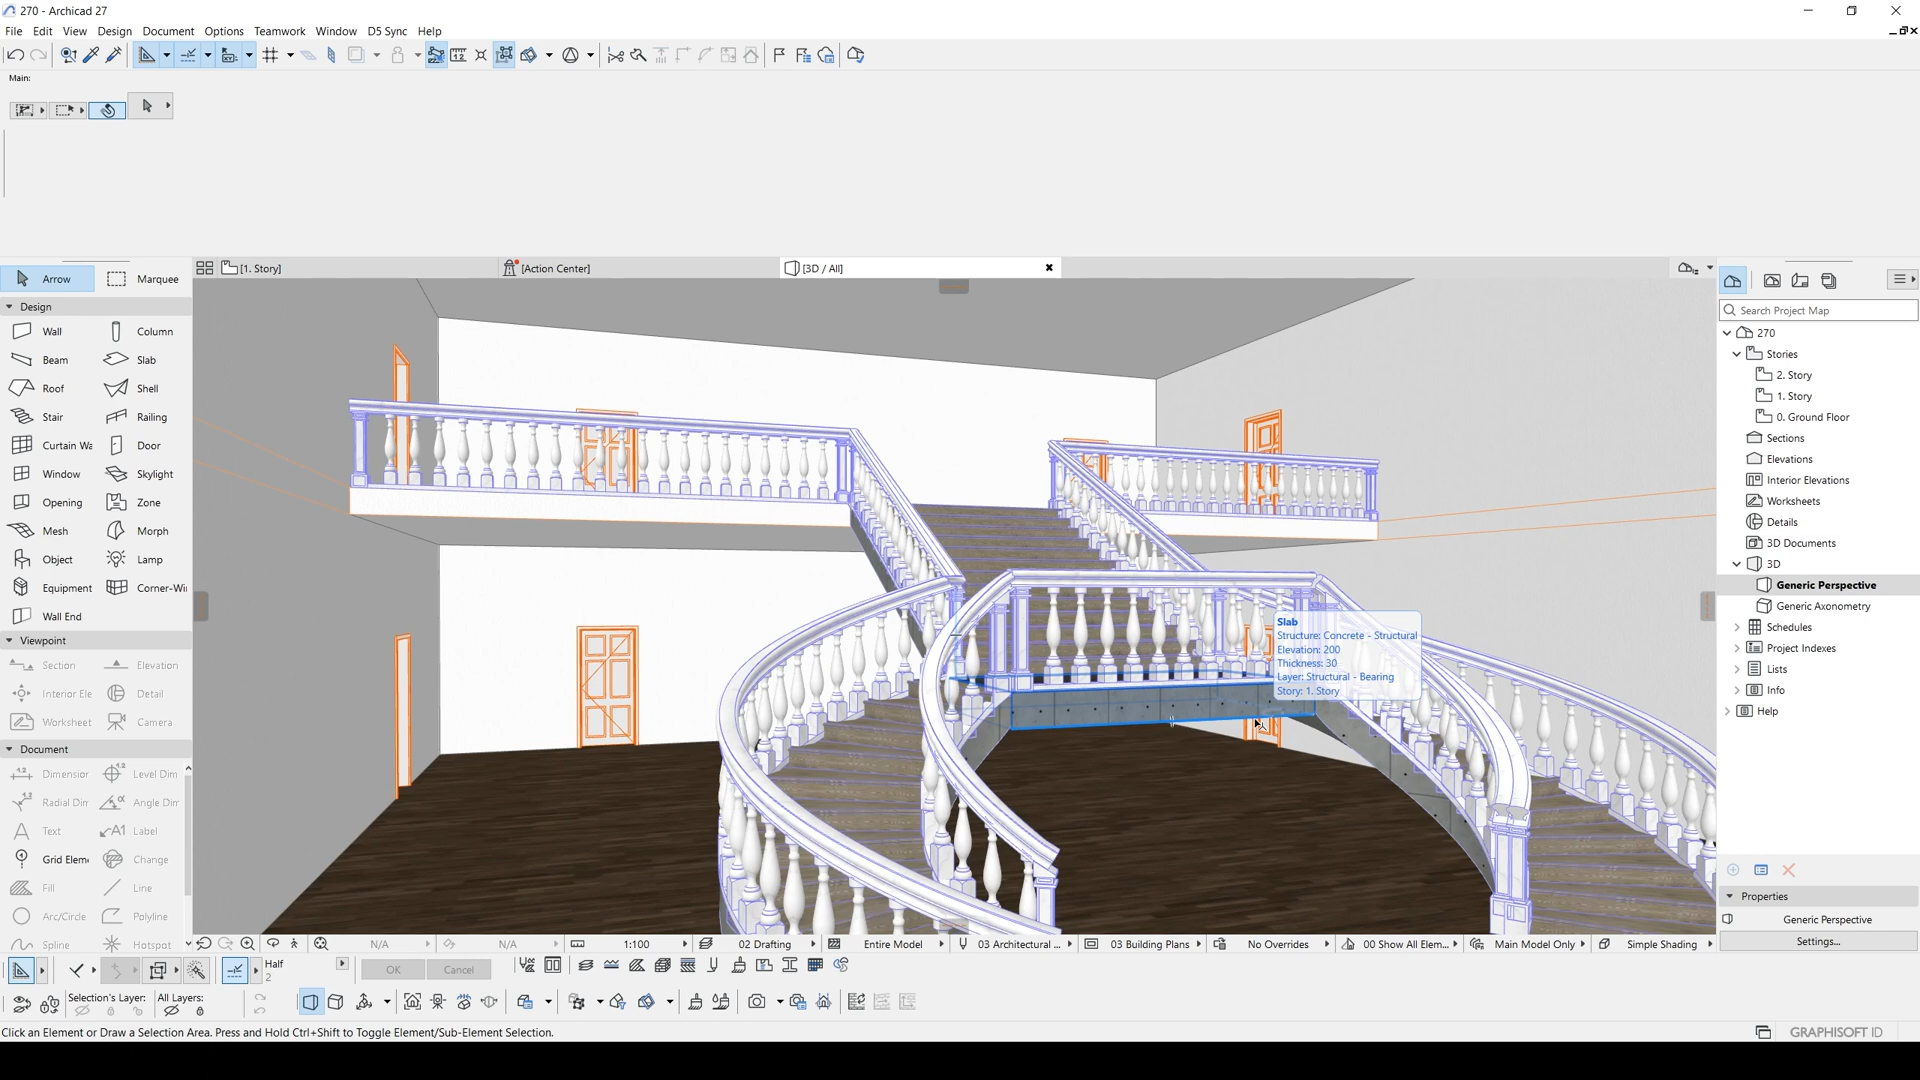 270 - Archicad 27
File Edit View Design Document Options Teamwork Window D5 Sync Help
Main:
[1. Story]
[Action Center]
[3D / All]
Arrow Marquee
Design
Wall Column
Beam Slab
Roof Shell
Stair Railing
Curtain Wa Door
Window Skylight
Opening Zone
Mesh Morph
Object Lamp
Equipment Corner-Wi
Wall End
Viewpoint
Section Elevation
Interior Ele Detail
Worksheet Camera
Document
Dimension Level Dim
Radial Dim Angle Dim
Text Label
Grid Elem Change
Fill Line
Arc/Circle Polyline
Spline Hotspot
Slab
Structure: Concrete - Structural
Elevation: 200
Thickness: 30
Layer: Structural - Bearing
Story: 1. Story
Search Project Map
270
Stories
2. Story
1. Story
0. Ground Floor
Sections
Elevations
Interior Elevations
Worksheets
Details
3D Documents
3D
Generic Perspective
Generic Axonometry
Schedules
Project Indexes
Lists
Info
Help
Properties
Generic Perspective
Settings...
N/A N/A 1:100 02 Drafting Entire Model 03 Architectural ... 03 Building Plans No Overrides 00 Show All Elem... Main Model Only Simple Shading
Half
2
OK Cancel
Selection's Layer: All Layers:
Click an Element or Draw a Selection Area. Press and Hold Ctrl+Shift to Toggle Element/Sub-Element Selection.
GRAPHISOFT ID